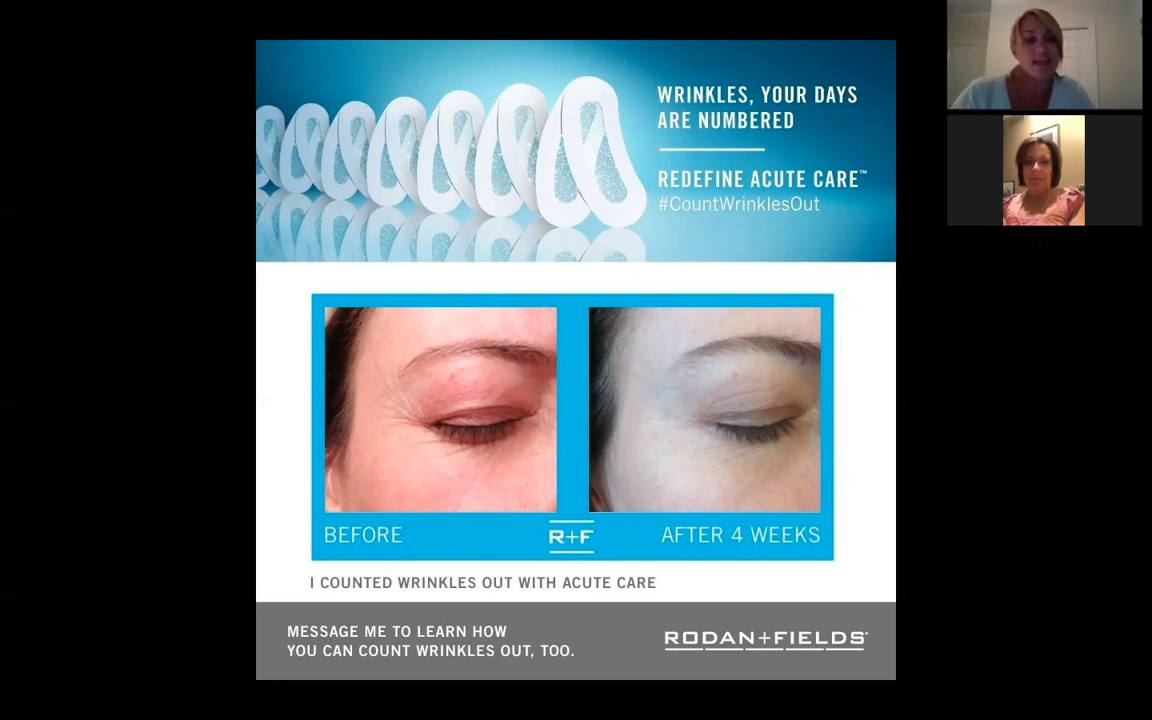 WRINKLES, YOUR DAYS
ARE NUMBERED
REDEFINE ACUTE CARE™
#CountWrinklesOut
BEFORE
R+F
AFTER 4 WEEKS
I COUNTED WRINKLES OUT WITH ACUTE CARE
MESSAGE ME TO LEARN HOW
YOU CAN COUNT WRINKLES OUT, TOO.
RODAN+FIELDS®